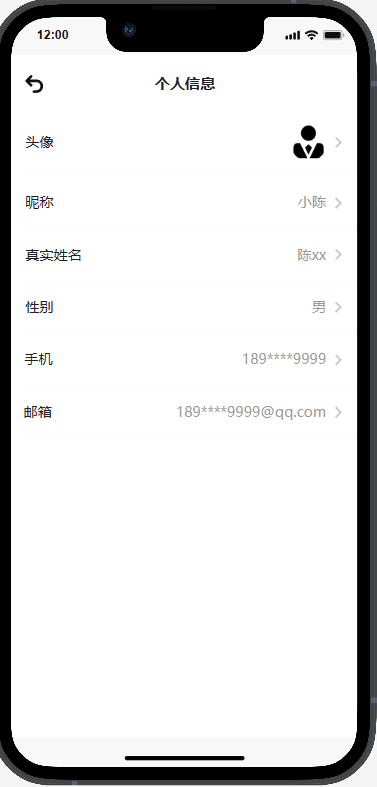 12:00
个人信息
头像
昵称 小陈
真实姓名 陈xx
性别 男
手机 189****9999
邮箱 189****9999@qq.com